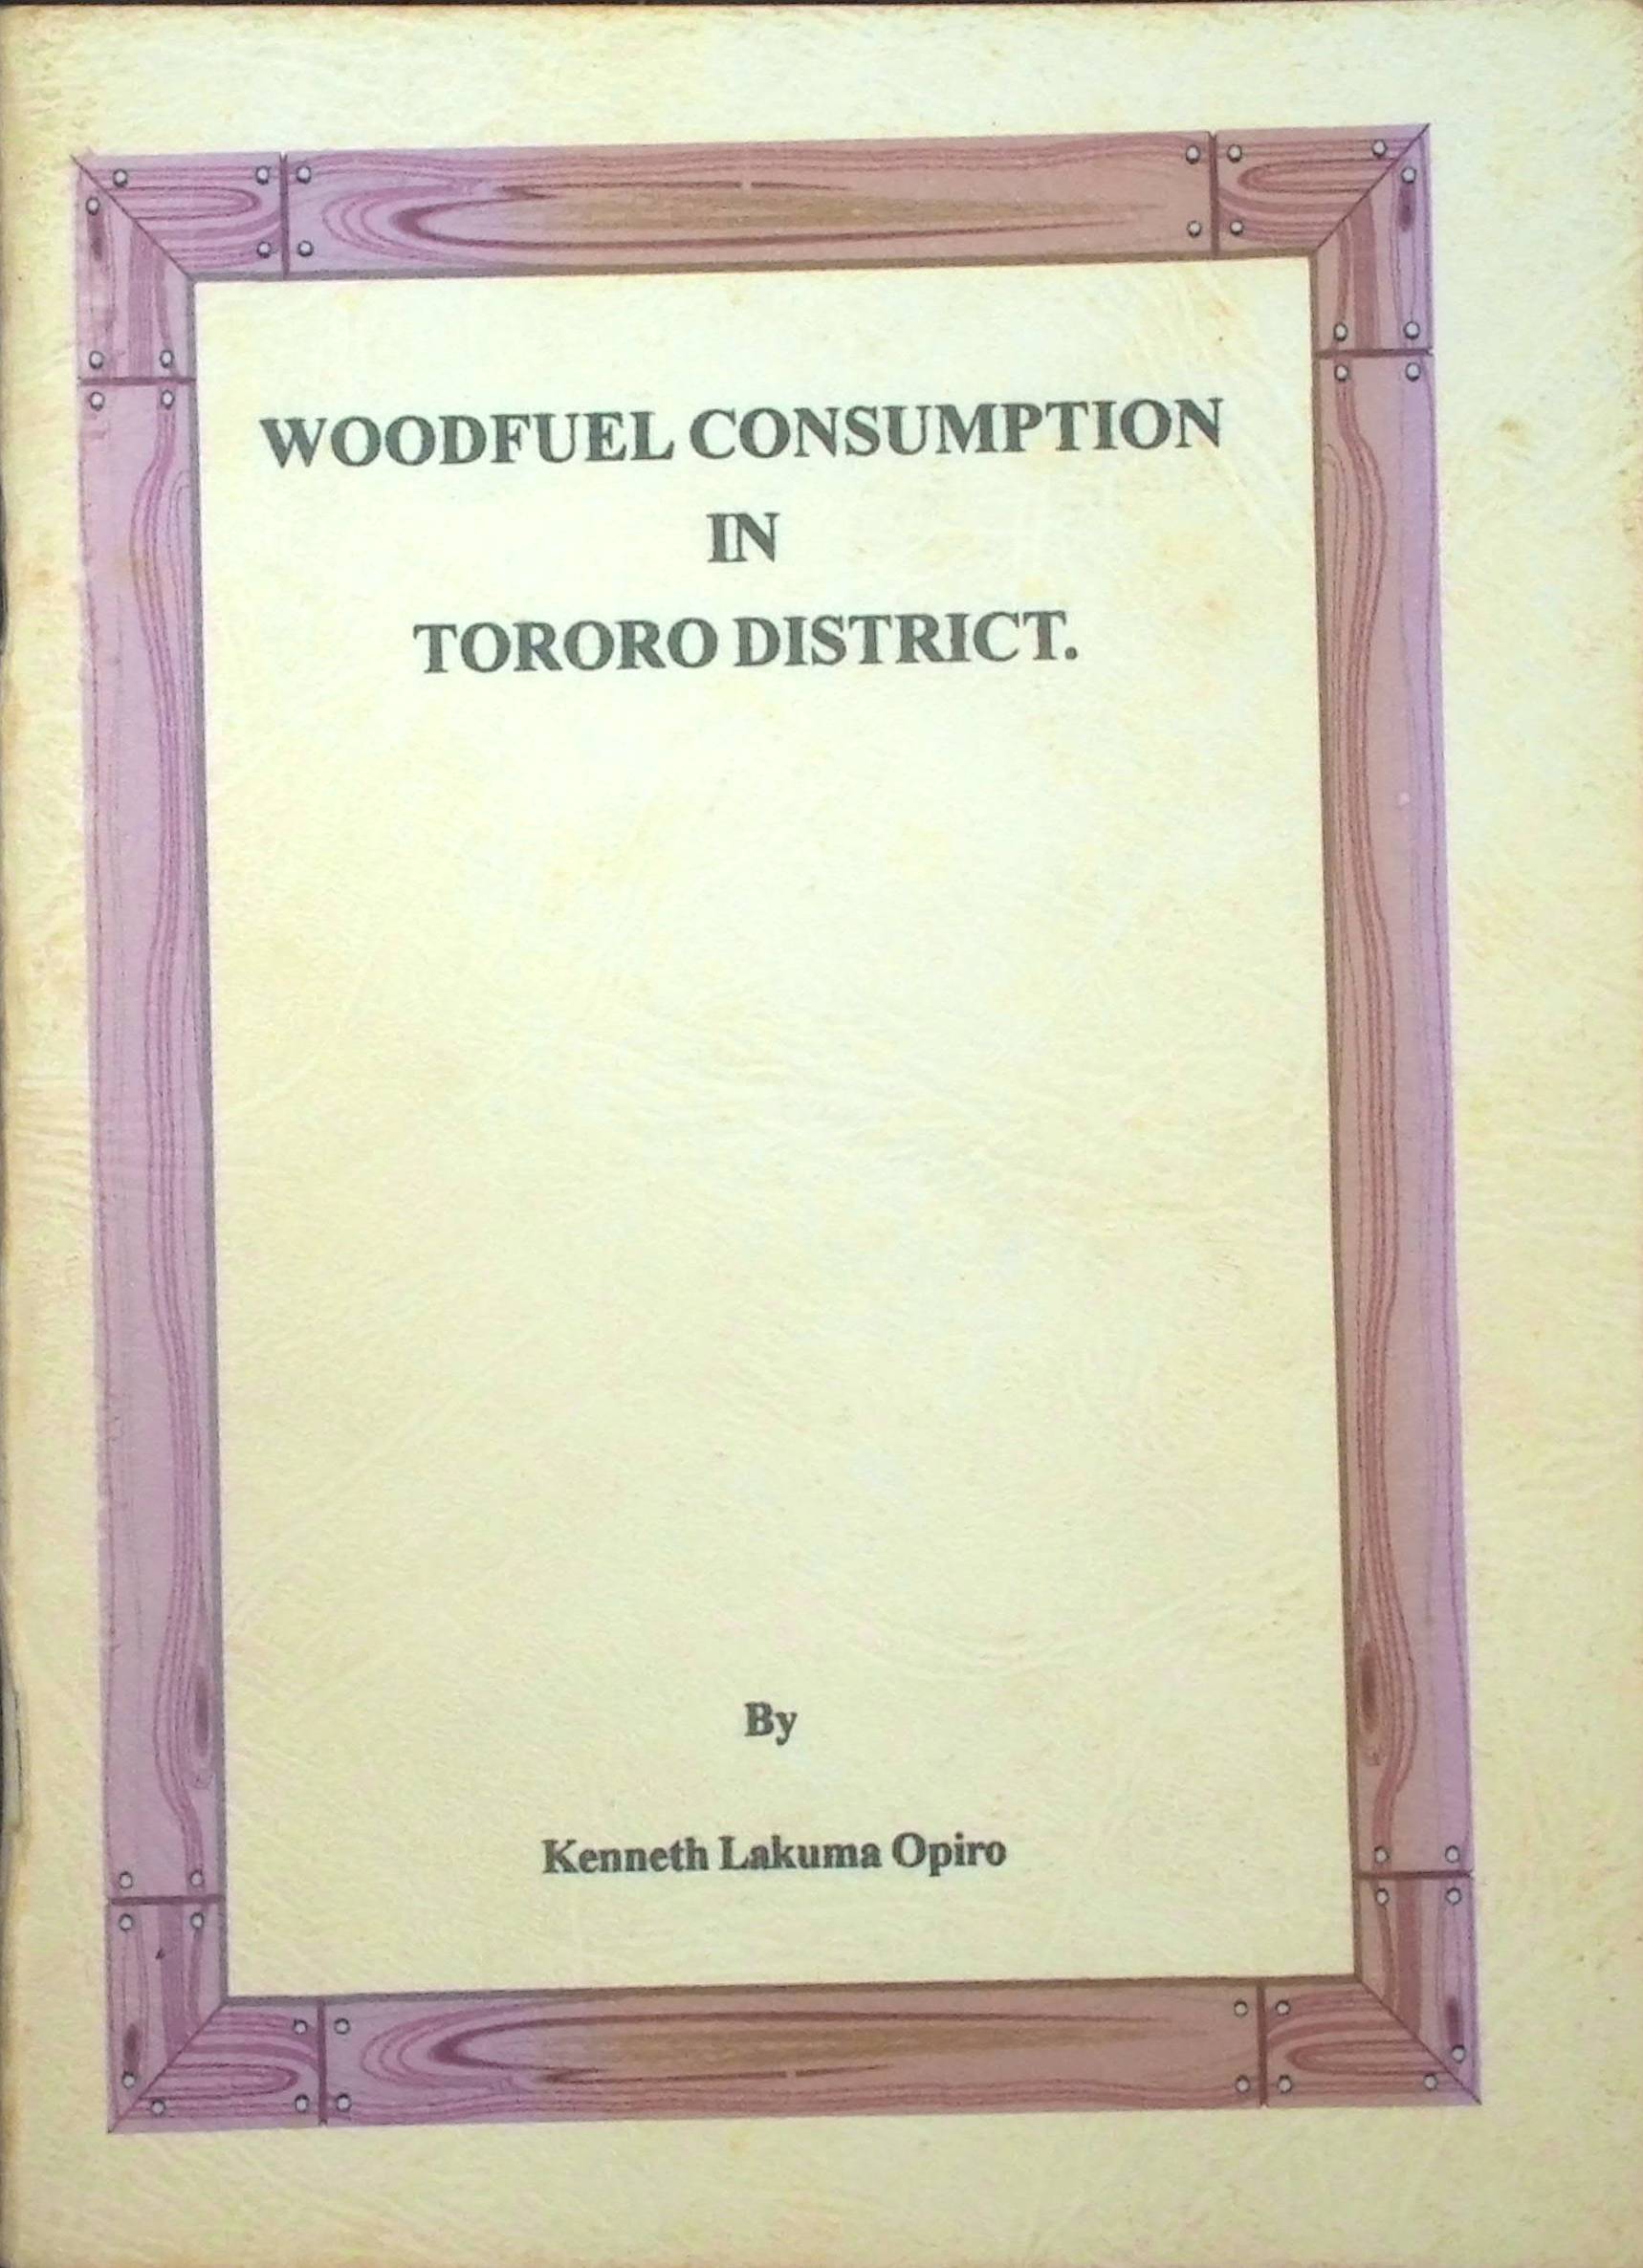 WOODFUEL CONSUMPTION
IN
TORORO DISTRICT.
By
Kenneth Lakuma Opiro